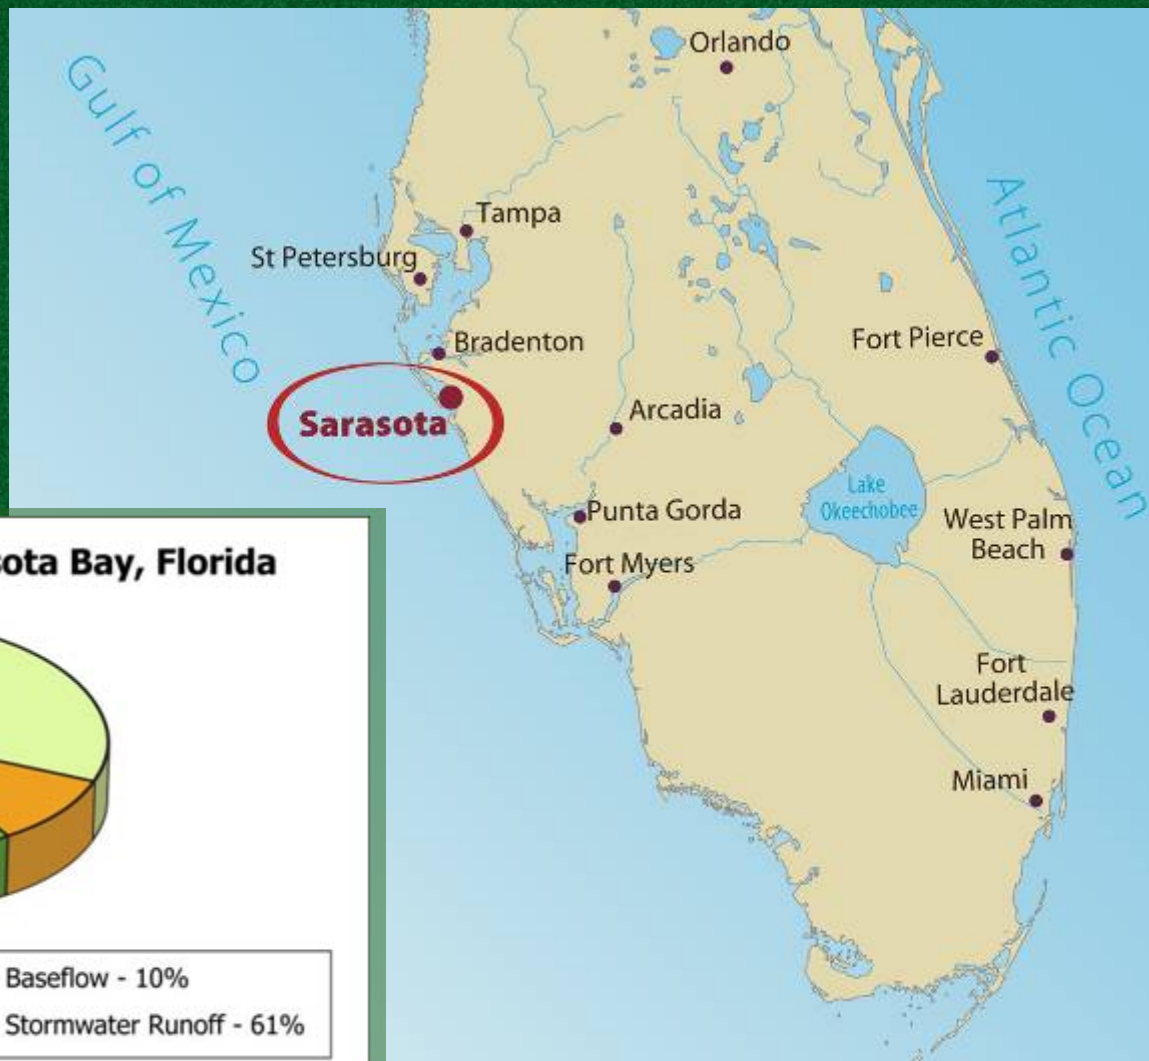 Orlando
Gulf of Mexico
Atlantic Ocean
Tampa
St Petersburg
Bradenton
Fort Pierce
Sarasota
Arcadia
Lake
Okeechobee
Punta Gorda
West Palm
Beach
Fort Myers
Fort
Lauderdale
Miami
sota Bay, Florida
Baseflow - 10%
Stormwater Runoff - 61%